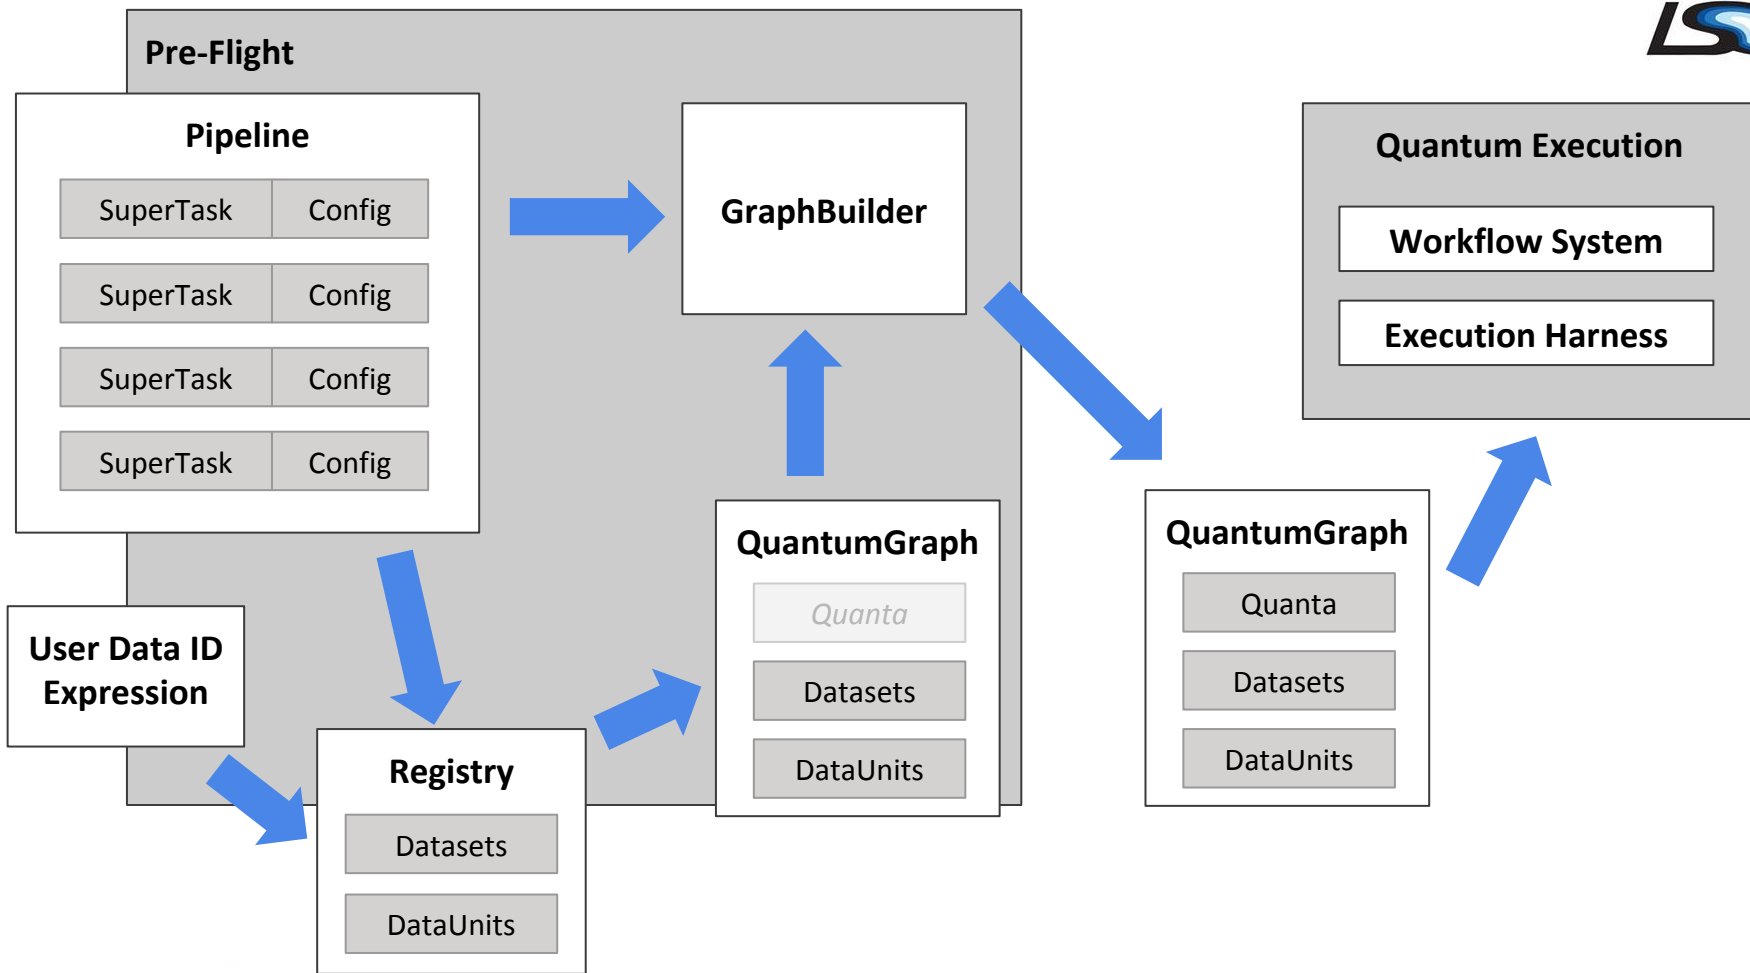 Pre-Flight
Pipeline
SuperTask Config
SuperTask Config
SuperTask Config
SuperTask Config
User Data ID
Expression
Registry
Datasets
DataUnits
GraphBuilder
QuantumGraph
Quanta
Datasets
DataUnits
QuantumGraph
Quanta
Datasets
DataUnits
Quantum Execution
Workflow System
Execution Harness